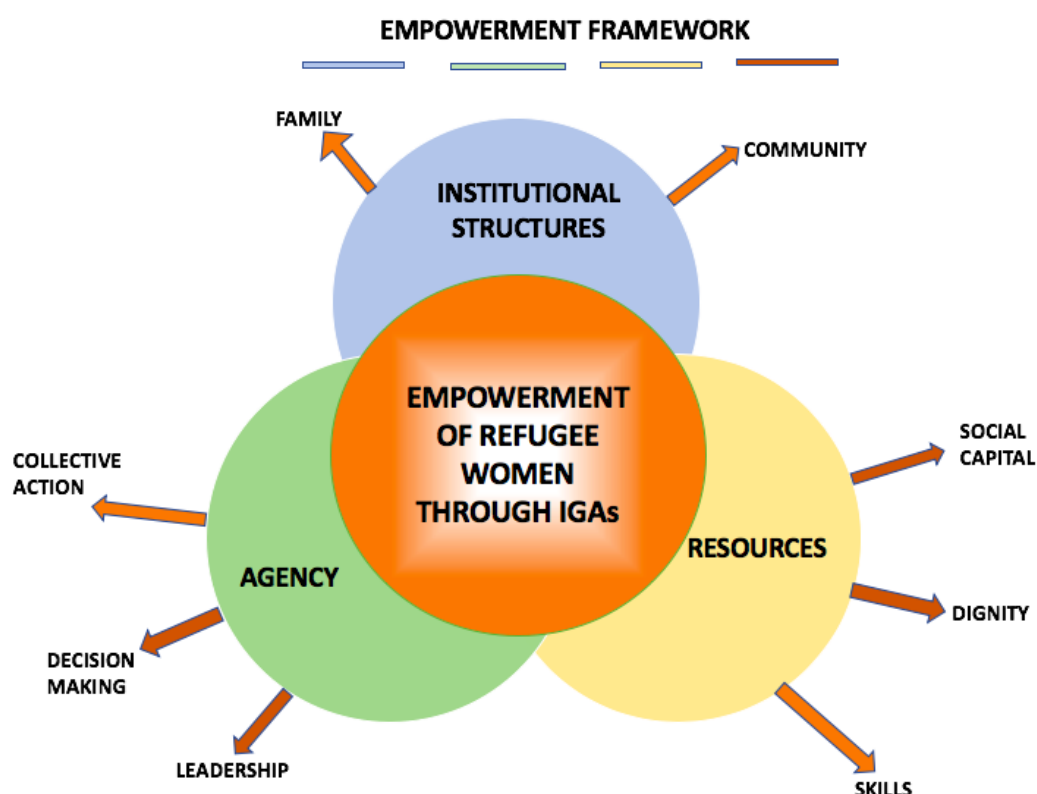 EMPOWERMENT FRAMEWORK
FAMILY
COMMUNITY
INSTITUTIONAL
STRUCTURES
EMPOWERMENT
OF REFUGEE
WOMEN
THROUGH IGAs
COLLECTIVE
ACTION
SOCIAL
CAPITAL
AGENCY
RESOURCES
DIGNITY
DECISION
MAKING
LEADERSHIP
SKILLS